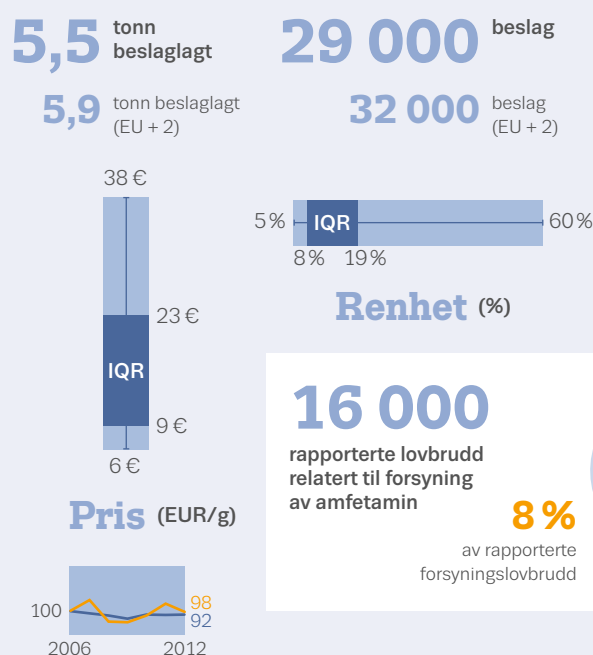 5,5 tonn
beslaglagt
29 000 beslag
5,9 tonn beslaglagt
(EU + 2)
32 000 beslag
(EU + 2)
38 €
23 €
IQR
9 €
6 €
Pris (EUR/g)
100
98
92
2006
2012
5 %
IQR
60 %
8 %
19 %
Renhet (%)
16 000
rapporterte lovbrudd
relatert til forsyning
av amfetamin
8 %
av rapporterte
forsyningslovbrudd